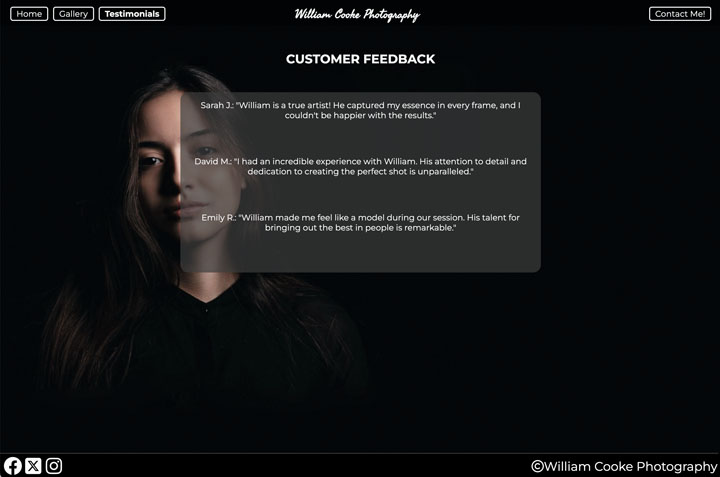 Home
Gallery
Testimonials
William Cooke Photography
Contact Me!
CUSTOMER FEEDBACK
Sarah J.: "William is a true artist! He captured my essence in every frame, and I
couldn't be happier with the results."
David M.: "I had an incredible experience with William. His attention to detail and
dedication to creating the perfect shot is unparalleled."
Emily R.: "William made me feel like a model during our session. His talent for
bringing out the best in people is remarkable."
©William Cooke Photography